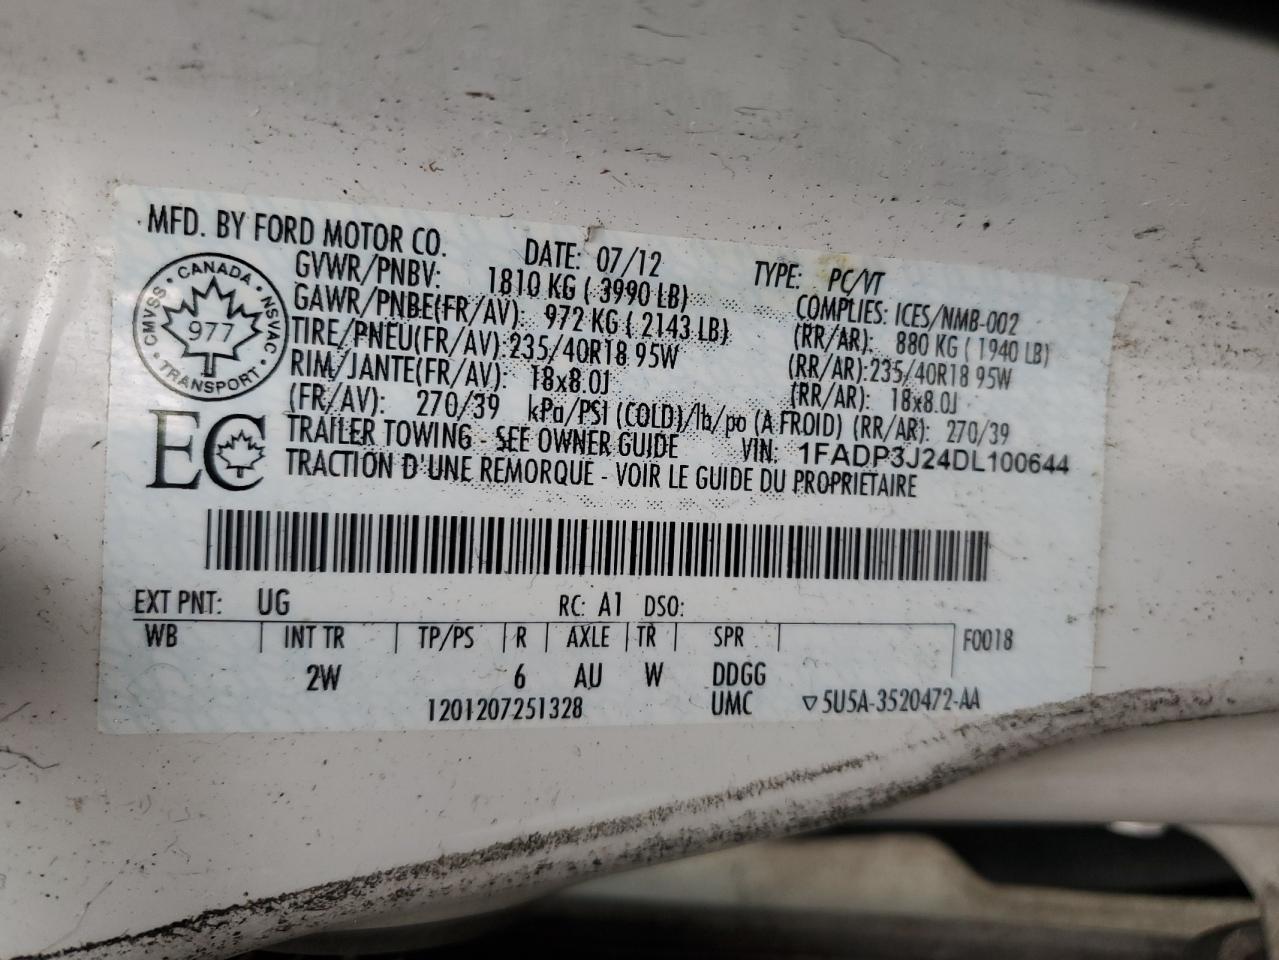 MFD. BY FORD MOTOR CO. DATE: 07/12 TYPE: PC/VT
GVWR/PNBV: 1810 KG ( 3990 LB) COMPLIES: ICES/NMB-002
GAWR/PNBE(FR/AV): 972 KG ( 2143 LB) (RR/AR): 880 KG ( 1940 LB)
TIRE/PNEU(FR/AV): 235/40R18 95W (RR/AR): 235/40R18 95W
RIM/JANTE(FR/AV): 18x8.0J (RR/AR): 18x8.0J
(FR/AV): 270/39 kPa/PSI (COLD)/lb/po (A FROID) (RR/AR): 270/39
TRAILER TOWING - SEE OWNER GUIDE VIN: 1FADP3J24DL100644
TRACTION D'UNE REMORQUE - VOIR LE GUIDE DU PROPRIETAIRE
CANADA · NSVAC · TRANSPORT · CMVSS ·
977
EC
EXT PNT: UG RC: A1 DSO:
WB INT TR TP/PS R AXLE TR SPR F0018
2W 6 AU W DDGG
1201207251328 UMC ▽5U5A-3520472-AA